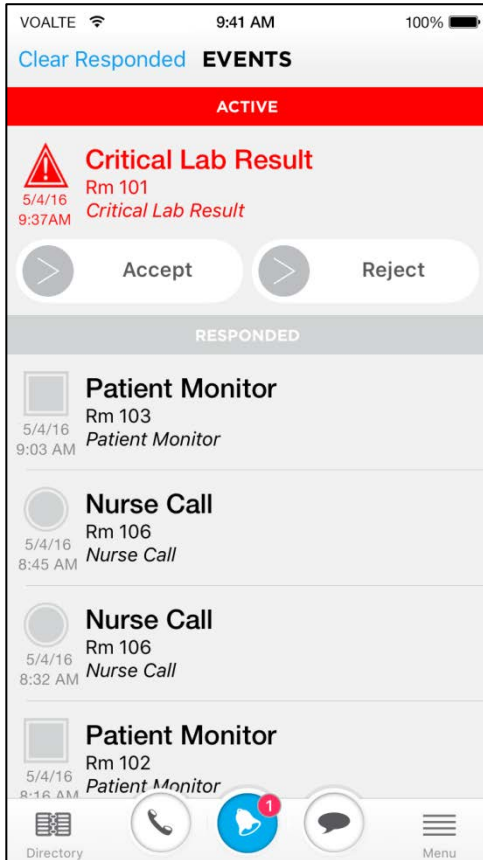 VOALTE 9:41 AM 100%
Clear Responded EVENTS
ACTIVE
Critical Lab Result
Rm 101
Critical Lab Result
5/4/16
9:37AM
Accept Reject
RESPONDED
Patient Monitor
Rm 103
Patient Monitor
5/4/16
9:03 AM
Nurse Call
Rm 106
Nurse Call
5/4/16
8:45 AM
Nurse Call
Rm 106
Nurse Call
5/4/16
8:32 AM
Patient Monitor
Rm 102
Patient Monitor
5/4/16
8:16 AM
1
Directory Menu